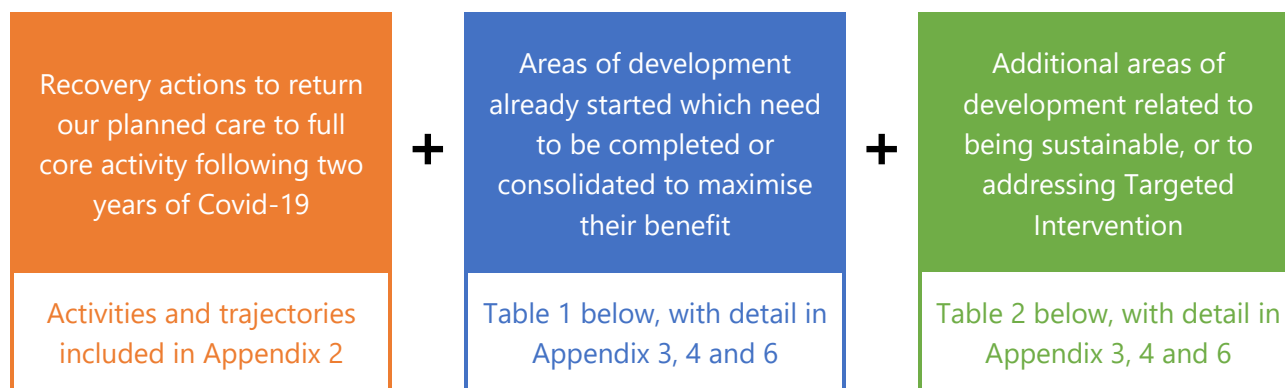 Recovery actions to return
our planned care to full
core activity following two
years of Covid-19
Activities and trajectories
included in Appendix 2
+
Areas of development
already started which need
to be completed or
consolidated to maximise
their benefit
Table 1 below, with detail in
Appendix 3, 4 and 6
+
Additional areas of
development related to
being sustainable, or to
addressing Targeted
Intervention
Table 2 below, with detail in
Appendix 3, 4 and 6